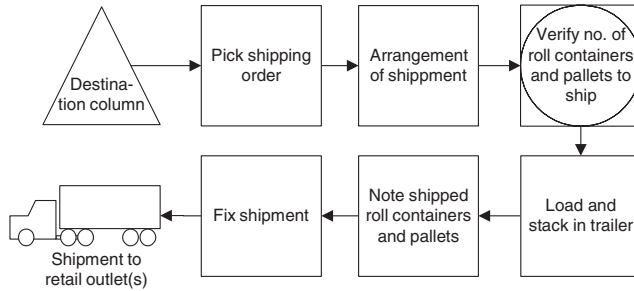 Destina-
tion column
Pick shipping
order
Arrangement
of shippment
Verify no. of
roll containers
and pallets to
ship
Load and
stack in trailer
Note shipped
roll containers
and pallets
Fix shipment
Shipment to
retail outlet(s)